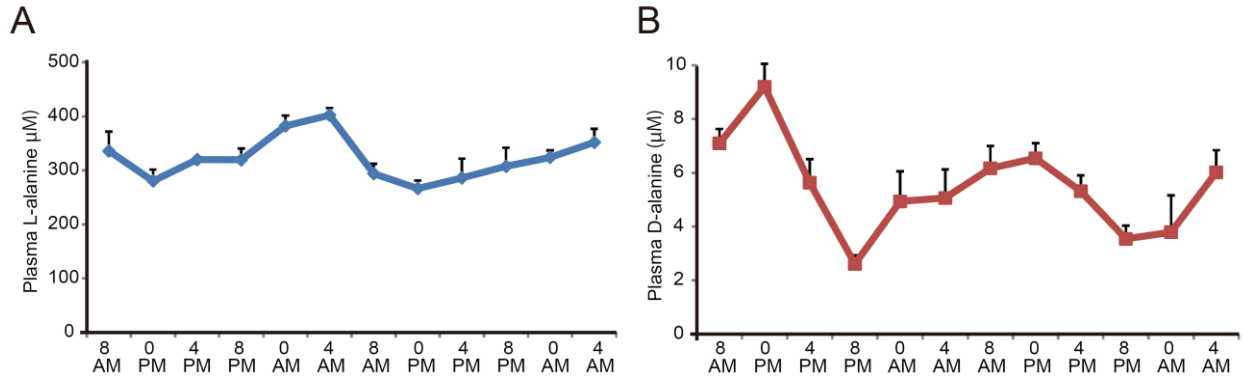 A
Plasma L-alanine µM)
500
400
300
200
100
0
8 0 4 8 0 4 8 0 4 8 0 4
AM PM PM PM AM AM AM PM PM PM AM AM
B
Plasma D-alanine (µM)
10
8
6
4
2
0
8 0 4 8 0 4 8 0 4 8 0 4
AM PM PM PM AM AM AM PM PM PM AM AM